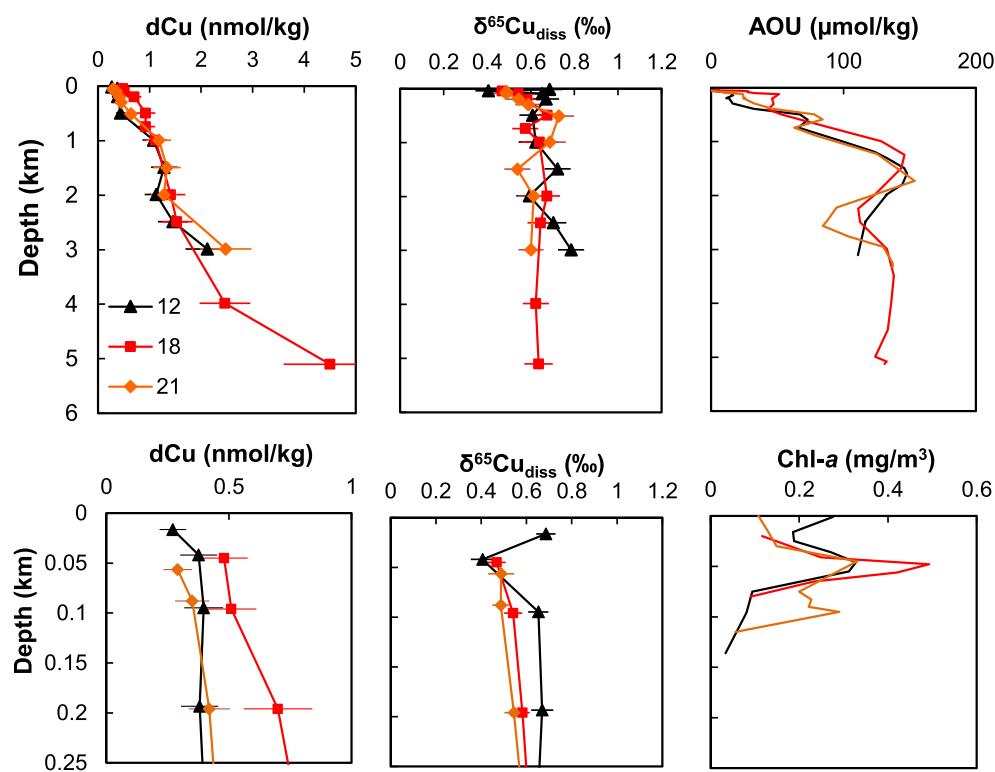 dCu (nmol/kg)
δ⁶⁵Cu_diss (‰)
AOU (µmol/kg)
0 1 2 3 4 5
0 0.2 0.4 0.6 0.8 1 1.2
0 100 200
Depth (km)
0
1
2
3
4
5
6
12
18
21
dCu (nmol/kg)
δ⁶⁵Cu_diss (‰)
Chl-a (mg/m³)
0 0.5 1
0 0.2 0.4 0.6 0.8 1 1.2
0 0.2 0.4 0.6
Depth (km)
0
0.05
0.1
0.15
0.2
0.25